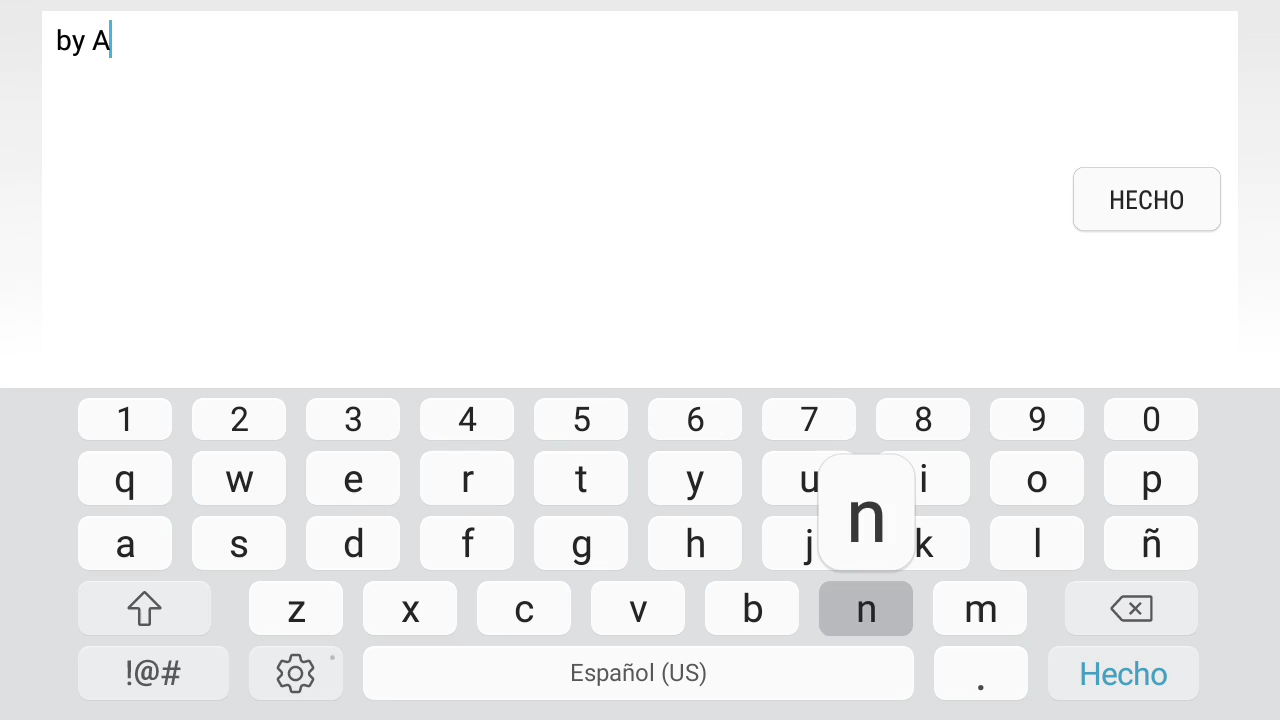 by A
HECHO
1 2 3 4 5 6 7 8 9 0
q w e r t y u i o p
n
a s d f g h j k l ñ
z x c v b n m
!@# Español (US) . Hecho